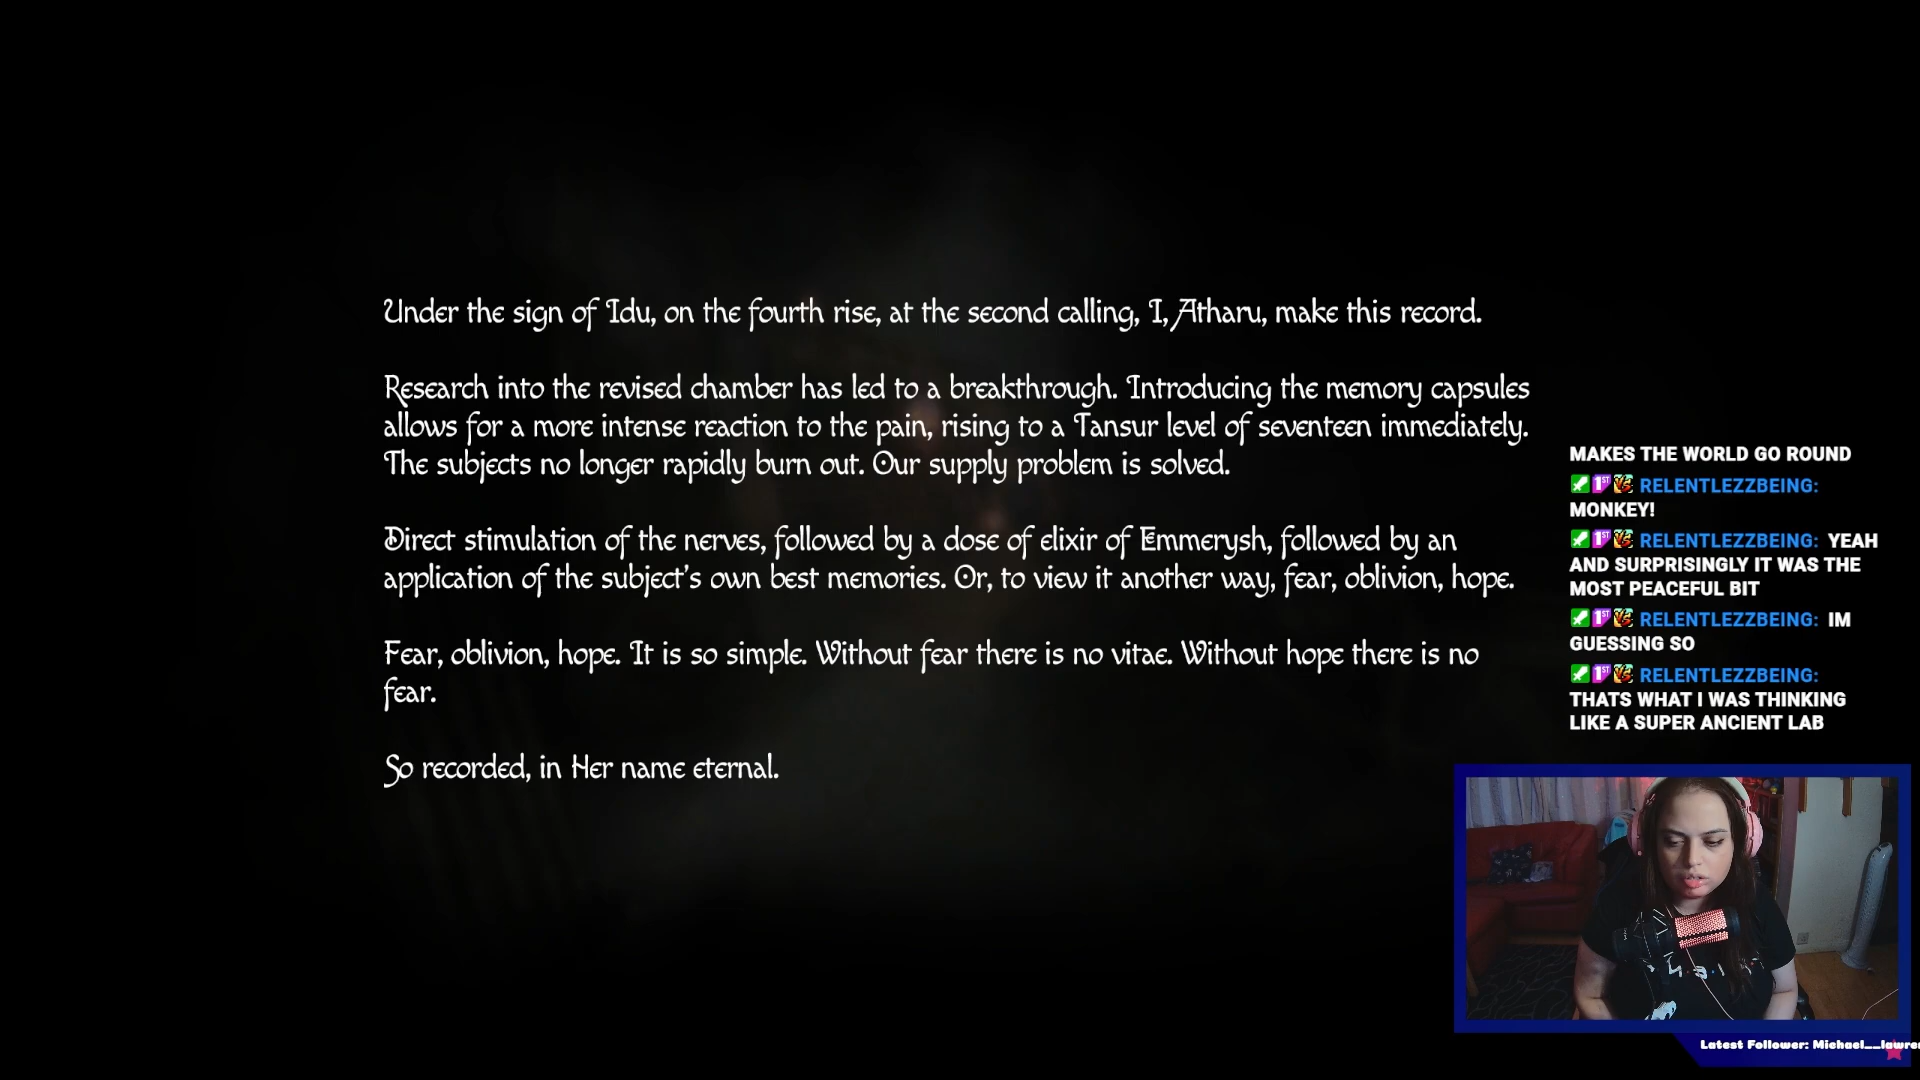 Under the sign of Idu, on the fourth rise, at the second calling, I, Atharu, make this record.
Research into the revised chamber has led to a breakthrough. Introducing the memory capsules
allows for a more intense reaction to the pain, rising to a Tansur level of seventeen immediately.
The subjects no longer rapidly burn out. Our supply problem is solved.
Direct stimulation of the nerves, followed by a dose of elixir of Emmerysh, followed by an
application of the subject's own best memories. Or, to view it another way, fear, oblivion, hope.
Fear, oblivion, hope. It is so simple. Without fear there is no vitae. Without hope there is no
fear.
So recorded, in Her name eternal.
MAKES THE WORLD GO ROUND
1ST RELENTLEZZBEING:
MONKEY!
1ST RELENTLEZZBEING: YEAH
AND SURPRISINGLY IT WAS THE
MOST PEACEFUL BIT
1ST RELENTLEZZBEING: IM
GUESSING SO
1ST RELENTLEZZBEING:
THATS WHAT I WAS THINKING
LIKE A SUPER ANCIENT LAB
Latest Follower: Michael__lawre